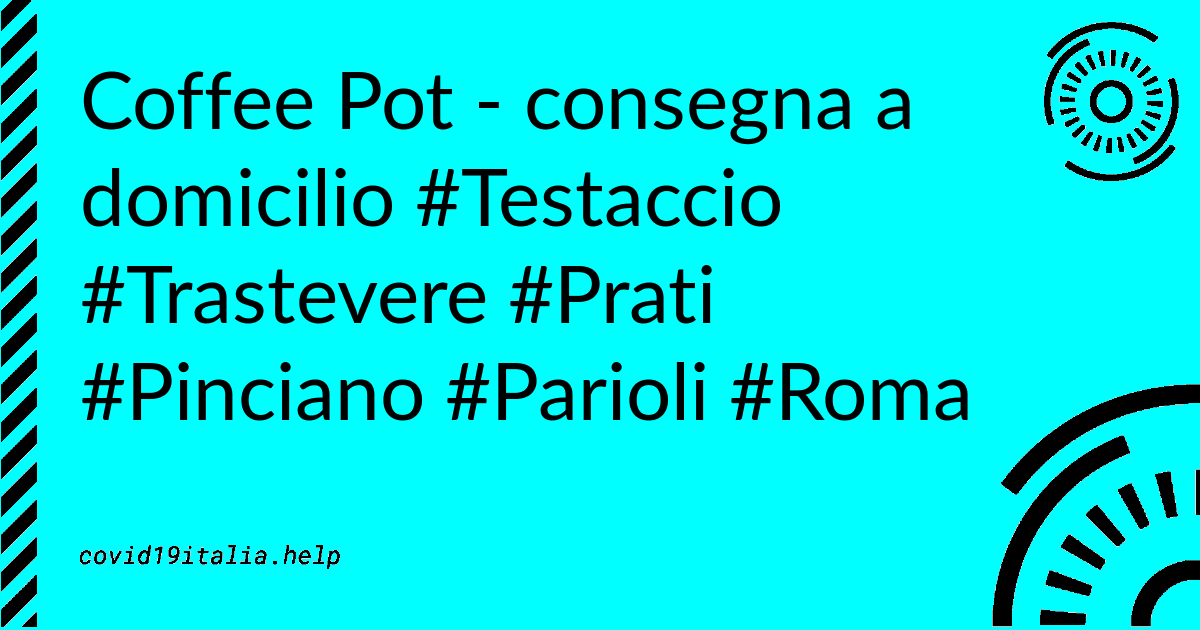 Coffee Pot - consegna a
domicilio #Testaccio
#Trastevere #Prati
#Pinciano #Parioli #Roma
covid19italia.help